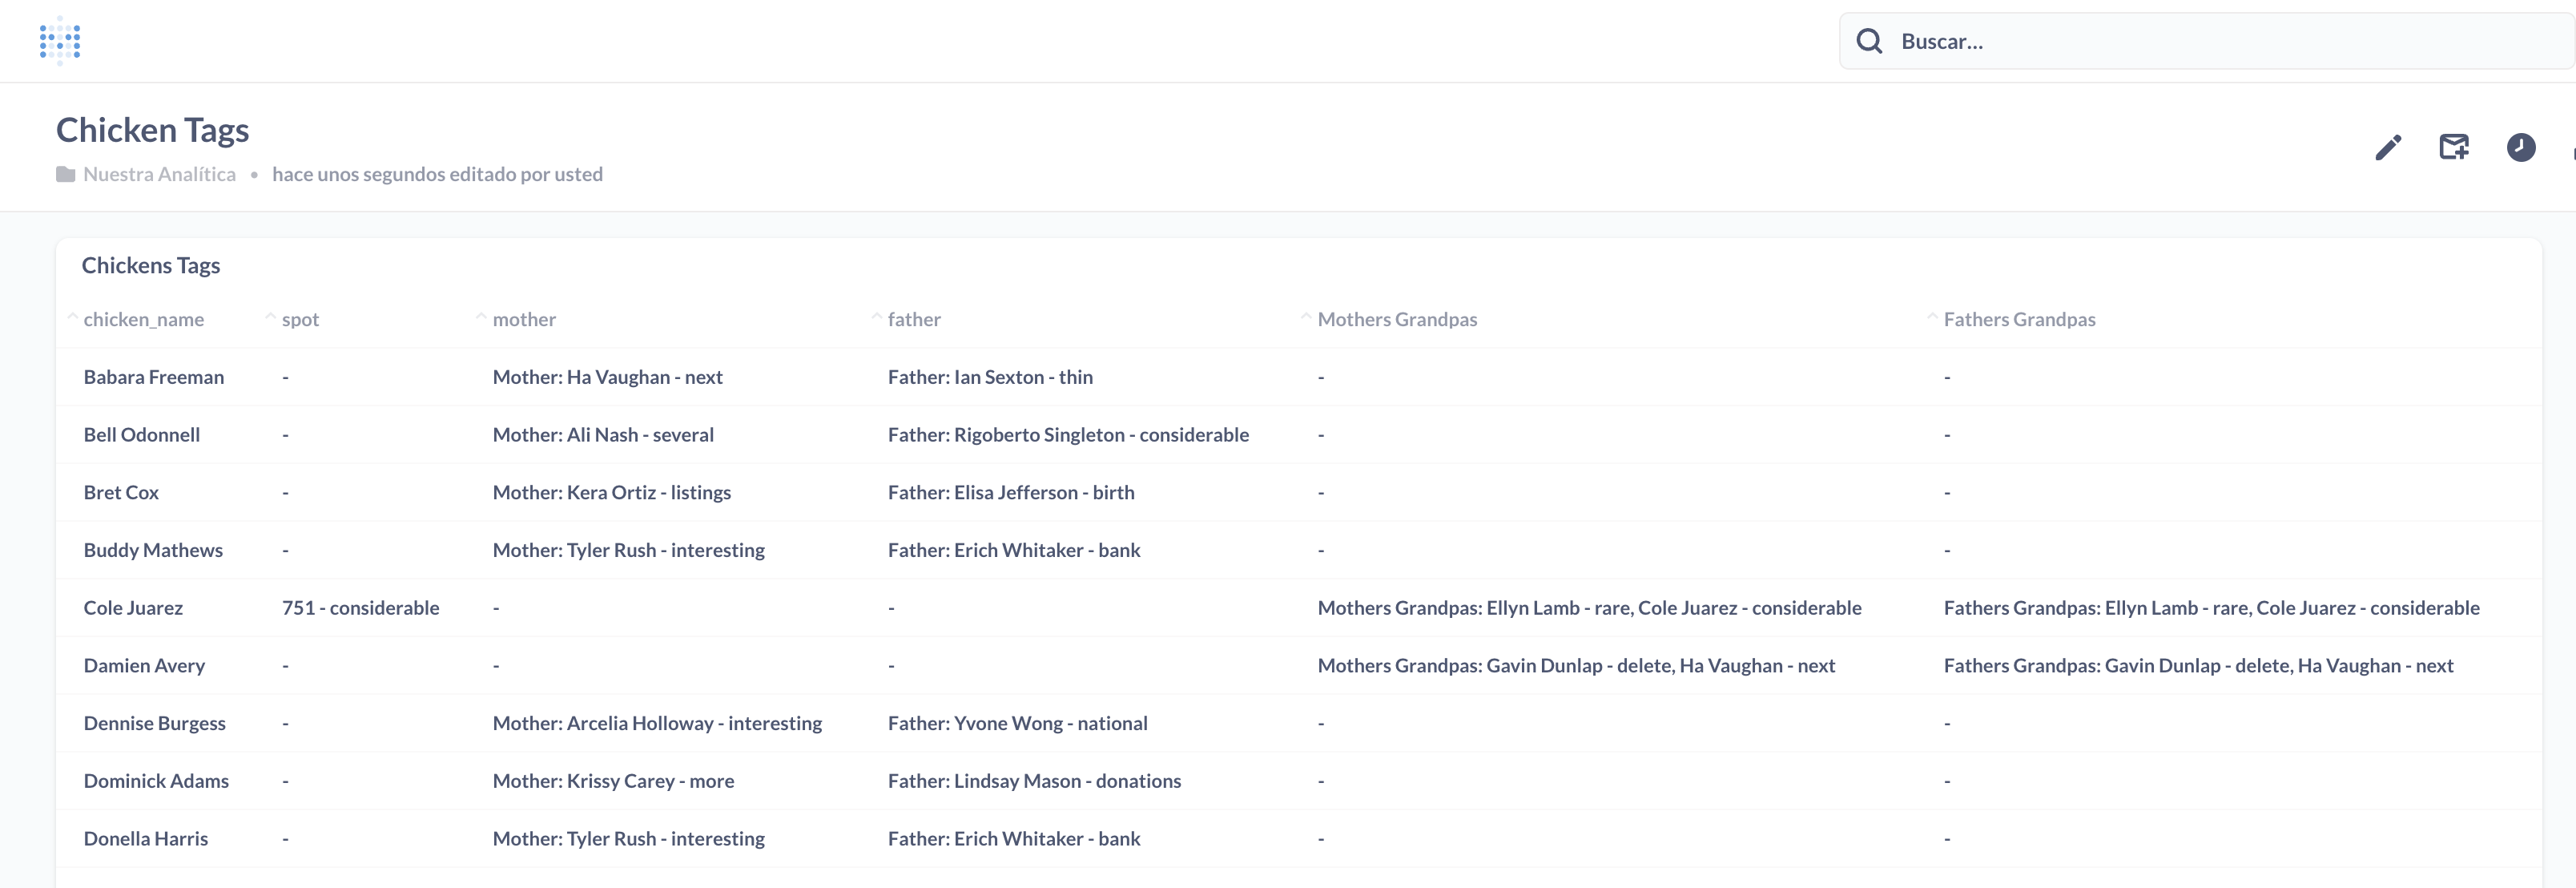 Buscar...
Chicken Tags
Nuestra Analítica • hace unos segundos editado por usted
Chickens Tags
chicken_name spot mother father Mothers Grandpas Fathers Grandpas
Babara Freeman - Mother: Ha Vaughan - next Father: Ian Sexton - thin - -
Bell Odonnell - Mother: Ali Nash - several Father: Rigoberto Singleton - considerable - -
Bret Cox - Mother: Kera Ortiz - listings Father: Elisa Jefferson - birth - -
Buddy Mathews - Mother: Tyler Rush - interesting Father: Erich Whitaker - bank - -
Cole Juarez 751 - considerable - - Mothers Grandpas: Ellyn Lamb - rare, Cole Juarez - considerable Fathers Grandpas: Ellyn Lamb - rare, Cole Juarez - considerable
Damien Avery - - - Mothers Grandpas: Gavin Dunlap - delete, Ha Vaughan - next Fathers Grandpas: Gavin Dunlap - delete, Ha Vaughan - next
Dennise Burgess - Mother: Arcelia Holloway - interesting Father: Yvone Wong - national - -
Dominick Adams - Mother: Krissy Carey - more Father: Lindsay Mason - donations - -
Donella Harris - Mother: Tyler Rush - interesting Father: Erich Whitaker - bank - -